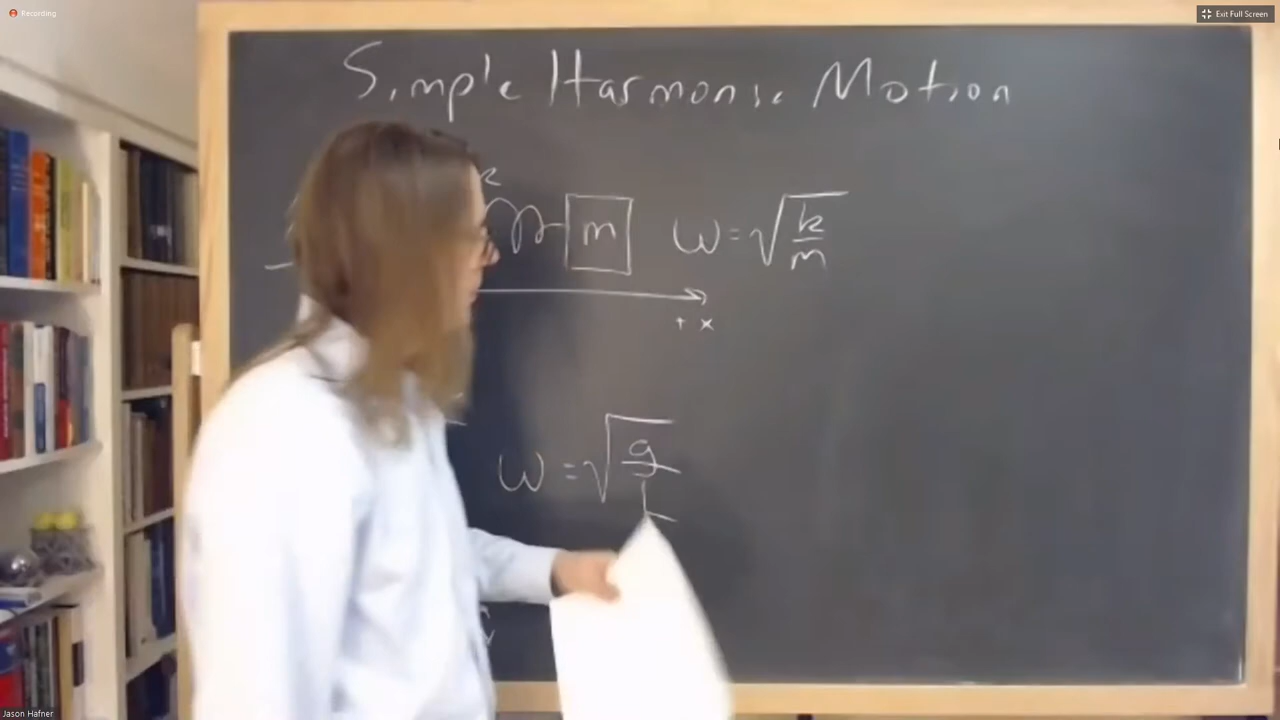 Recording
Exit Full Screen
Simple Harmonic Motion
k
m
ω = √(k/m)
+ x
ω = √(g/L)
Jason Hafner